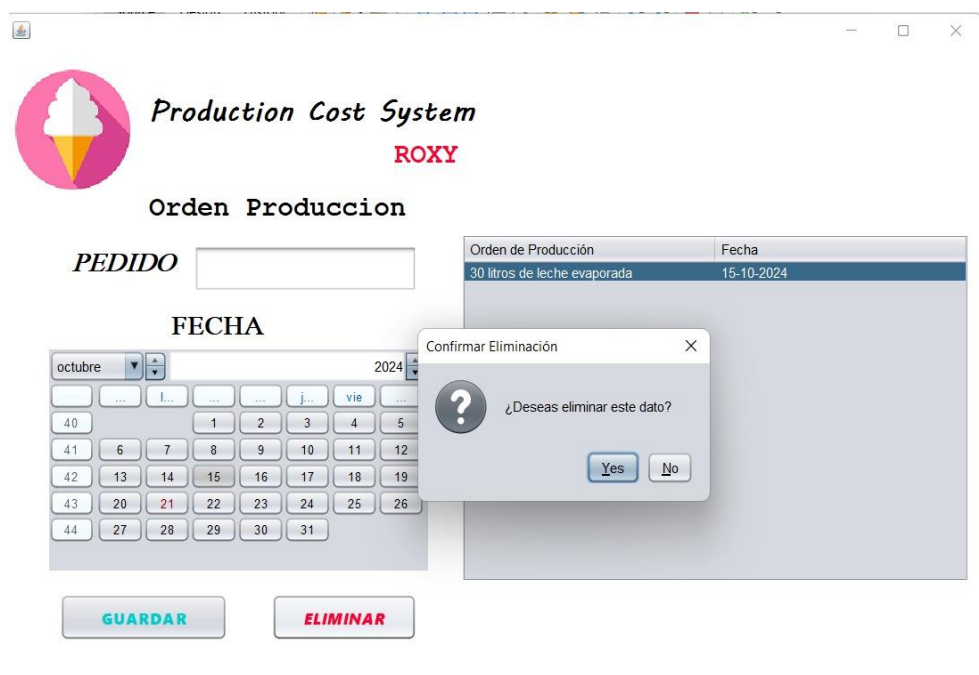 Production Cost System
ROXY
Orden Produccion
PEDIDO
Orden de Producción Fecha
30 litros de leche evaporada 15-10-2024
FECHA
octubre 2024
... l... ... ... j... vie ...
40 1 2 3 4 5
41 6 7 8 9 10 11 12
42 13 14 15 16 17 18 19
43 20 21 22 23 24 25 26
44 27 28 29 30 31
Confirmar Eliminación
¿Deseas eliminar este dato?
Yes No
GUARDAR ELIMINAR